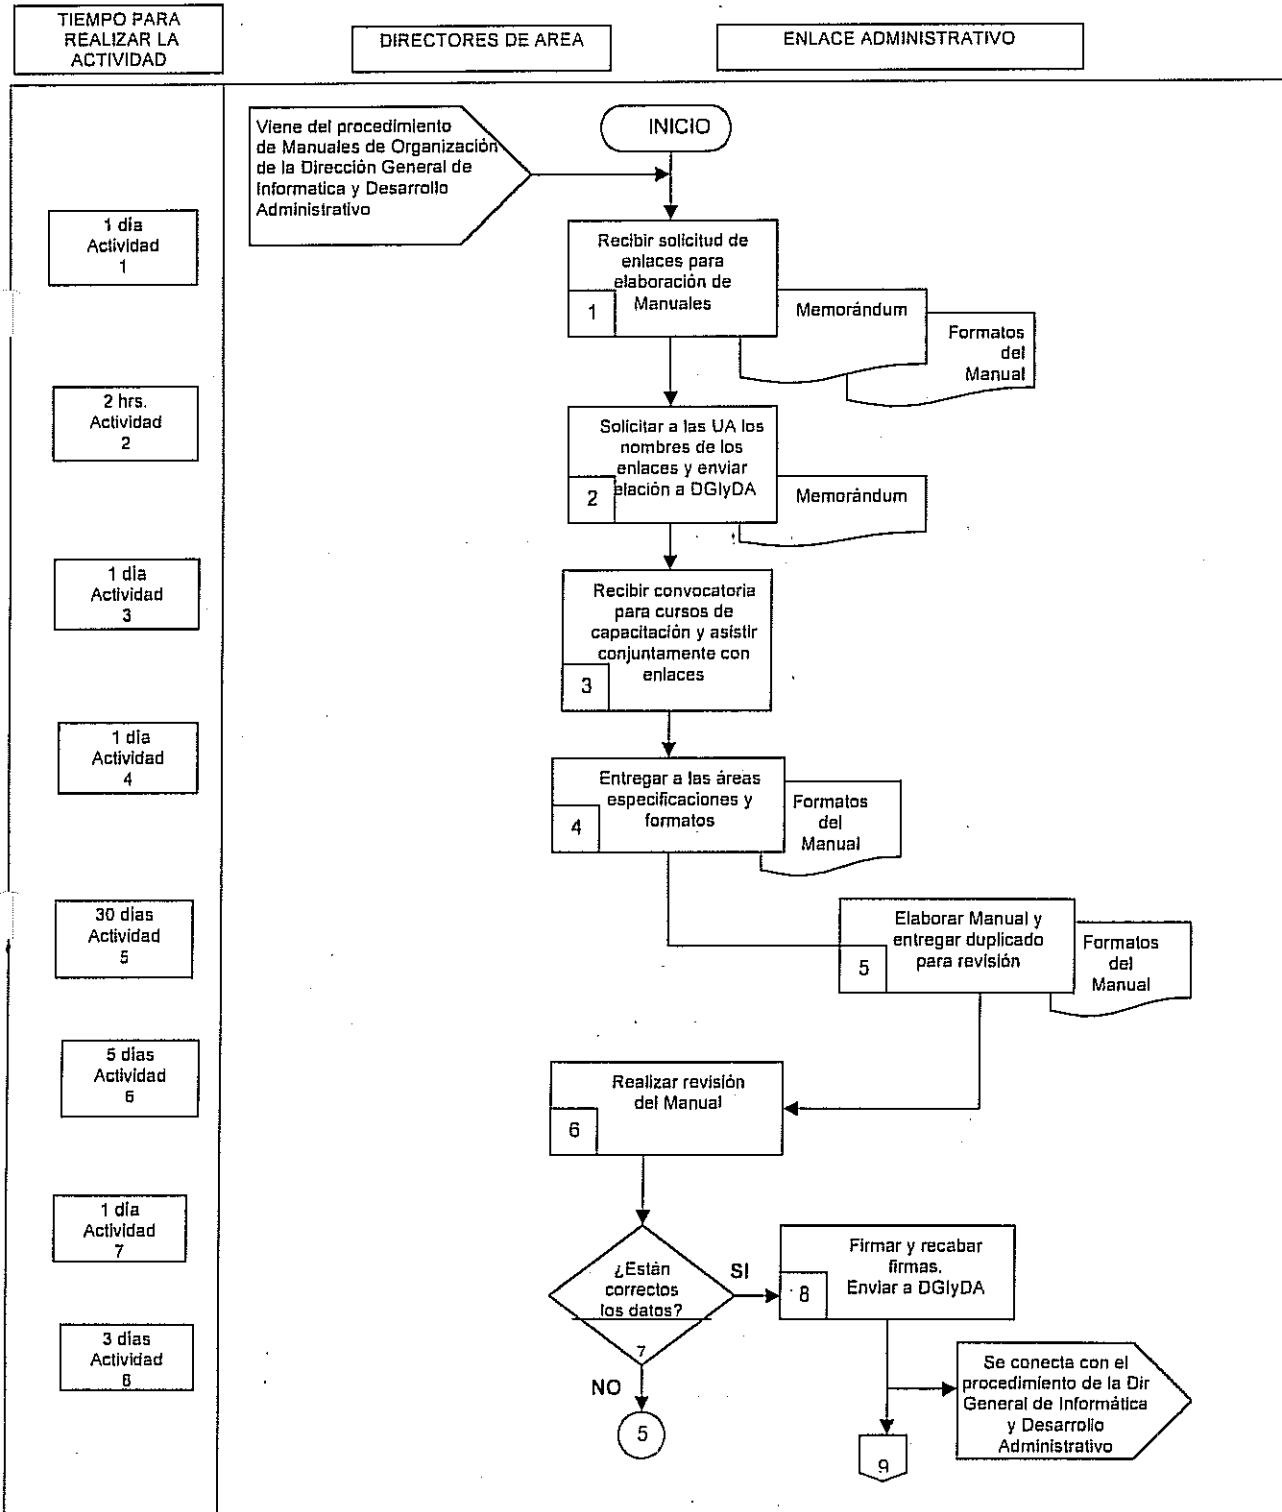 TIEMPO PARA
REALIZAR LA
ACTIVIDAD
DIRECTORES DE AREA
ENLACE ADMINISTRATIVO
Viene del procedimiento
de Manuales de Organización
de la Dirección General de
Informatica y Desarrollo
Administrativo
INICIO
1 día
Actividad
1
Recibir solicitud de
enlaces para
elaboración de
Manuales
1
Memorándum
Formatos
del
Manual
2 hrs.
Actividad
2
Solicitar a las UA los
nombres de los
enlaces y enviar
elación a DGIyDA
2
Memorándum
1 día
Actividad
3
Recibir convocatoria
para cursos de
capacitación y asistir
conjuntamente con
enlaces
3
1 día
Actividad
4
Entregar a las áreas
especificaciones y
formatos
4
Formatos
del
Manual
30 días
Actividad
5
Elaborar Manual y
entregar duplicado
para revisión
5
Formatos
del
Manual
5 días
Actividad
6
Realizar revisión
del Manual
6
1 día
Actividad
7
¿Están
correctos
los datos?
7
SI
NO
5
Firmar y recabar
firmas.
Enviar a DGIyDA
8
3 días
Actividad
8
Se conecta con el
procedimiento de la Dir
General de Informática
y Desarrollo
Administrativo
9